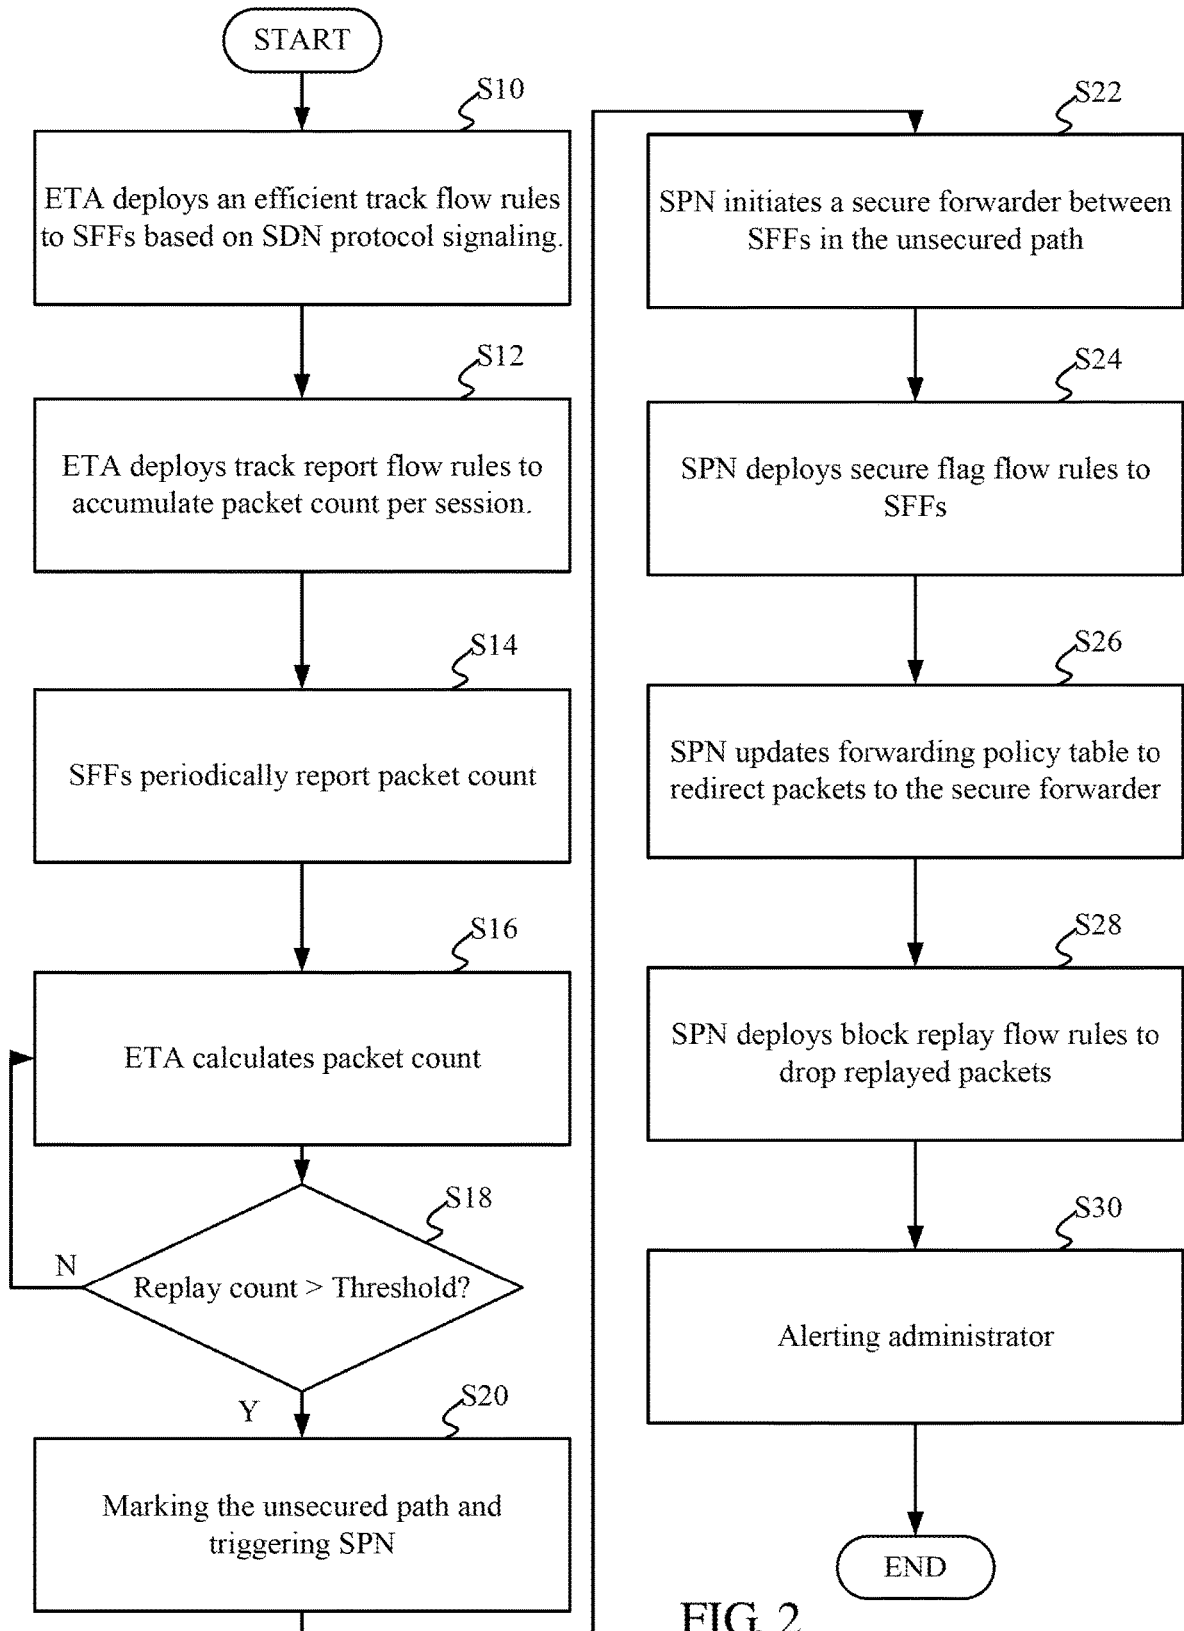 START
S10
ETA deploys an efficient track flow rules
to SFFs based on SDN protocol signaling.
S12
ETA deploys track report flow rules to
accumulate packet count per session.
S14
SFFs periodically report packet count
S16
ETA calculates packet count
S18
Replay count > Threshold?
N
Y
S20
Marking the unsecured path and
triggering SPN
S22
SPN initiates a secure forwarder between
SFFs in the unsecured path
S24
SPN deploys secure flag flow rules to
SFFs
S26
SPN updates forwarding policy table to
redirect packets to the secure forwarder
S28
SPN deploys block replay flow rules to
drop replayed packets
S30
Alerting administrator
END
FIG. 2